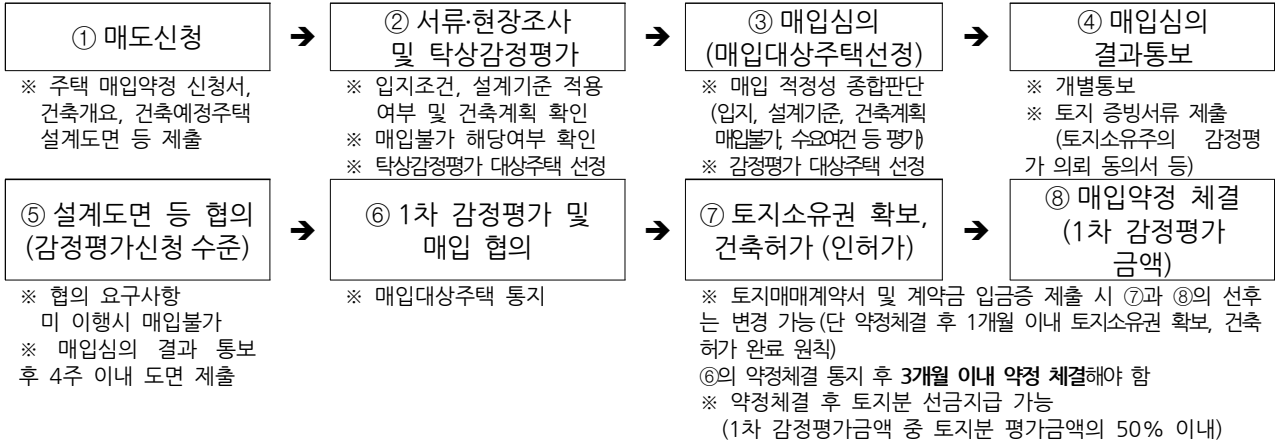 ① 매도신청
➔
② 서류·현장조사
및 탁상감정평가
➔
③ 매입심의
(매입대상주택선정)
➔
④ 매입심의
결과통보
※ 주택 매입약정 신청서,
건축개요, 건축예정주택
설계도면 등 제출
※ 입지조건, 설계기준 적용
여부 및 건축계획 확인
※ 매입불가 해당여부 확인
※ 탁상감정평가 대상주택 선정
※ 매입 적정성 종합판단
(입지, 설계기준, 건축계획
매입불가, 수요여건 등 평가)
※ 감정평가 대상주택 선정
※ 개별통보
※ 토지 증빙서류 제출
(토지소유주의 감정평
가 의뢰 동의서 등)
⑤ 설계도면 등 협의
(감정평가신청 수준)
➔
⑥ 1차 감정평가 및
매입 협의
➔
⑦ 토지소유권 확보,
건축허가 (인허가)
➔
⑧ 매입약정 체결
(1차 감정평가
금액)
※ 협의 요구사항
미 이행시 매입불가
※ 매입심의 결과 통보
후 4주 이내 도면 제출
※ 매입대상주택 통지
※ 토지매매계약서 및 계약금 입금증 제출 시 ⑦과 ⑧의 선후
는 변경 가능(단 약정체결 후 1개월 이내 토지소유권 확보, 건축
허가 완료 원칙)
⑥의 약정체결 통지 후 3개월 이내 약정 체결해야 함
※ 약정체결 후 토지분 선금지급 가능
(1차 감정평가금액 중 토지분 평가금액의 50% 이내)